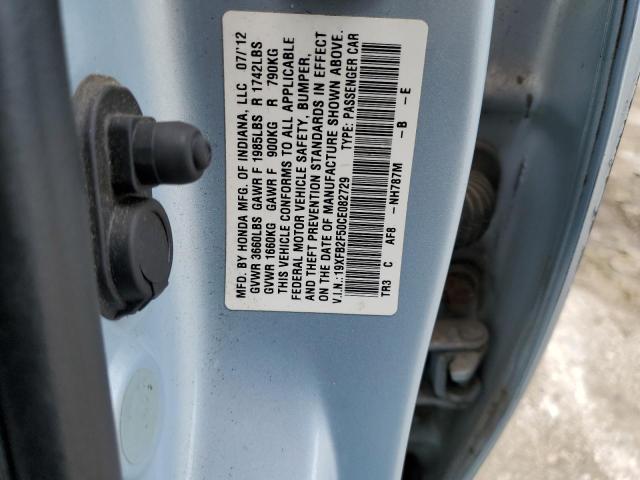 MFD. BY HONDA MFG. OF INDIANA, LLC 07/'12
GVWR 3660LBS GAWR F 1985LBS R 1742LBS
GVWR 1660KG GAWR F 900KG R 790KG
THIS VEHICLE CONFORMS TO ALL APPLICABLE
FEDERAL MOTOR VEHICLE SAFETY, BUMPER,
AND THEFT PREVENTION STANDARDS IN EFFECT
ON THE DATE OF MANUFACTURE SHOWN ABOVE.
V.I.N.:19XFB2F50CE082729 TYPE: PASSENGER CAR
TR3 C AF8 -NH787M -B -E